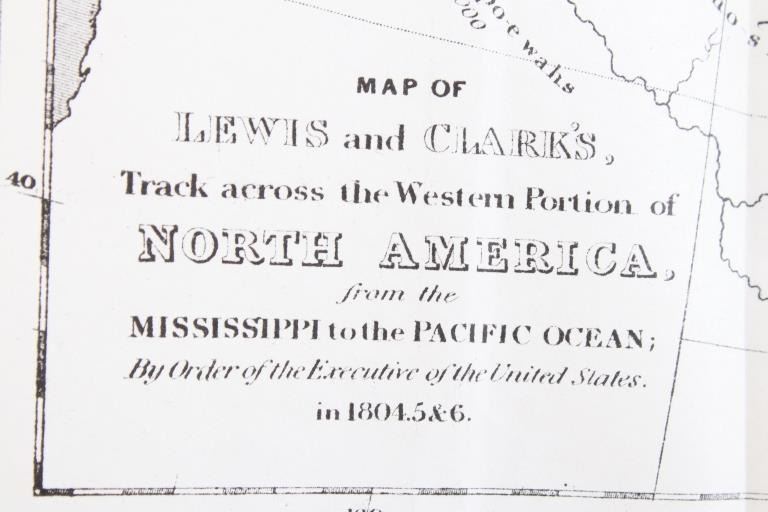 000
MAP OF
LEWIS and CLARK'S,
Track across the Western Portion of
NORTH AMERICA,
from the
MISSISSIPPI to the PACIFIC OCEAN;
By Order of the Executive of the United States.
in 1804.5&6.
40